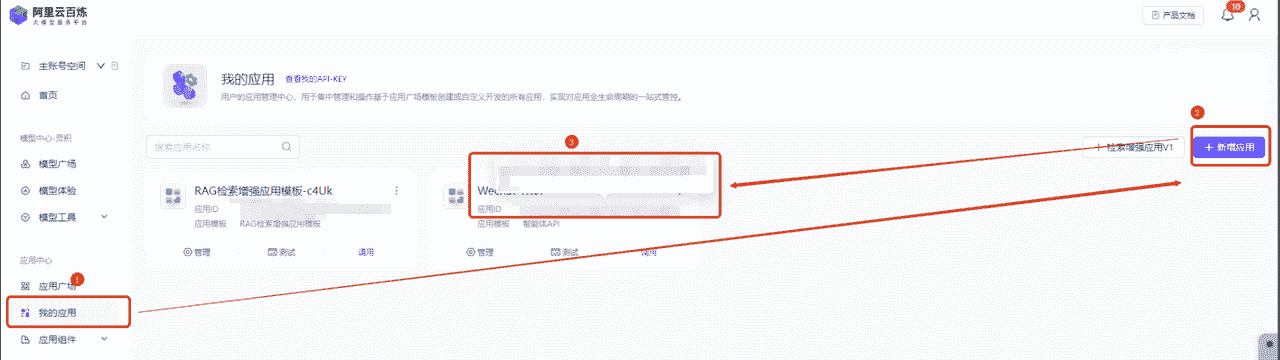 阿里云百炼
大模型服务平台
产品文档
10
主账号空间
首页
模型中心-灵积
模型广场
模型体验
模型工具
应用中心
应用广场
1
我的应用
应用组件
我的应用 查看我的API-KEY
用户的应用管理中心、用于集中管理和操作基于应用广场模板创建或自定义开发的所有应用，实现对应用全生命周期的一站式管控。
搜索应用名称
3
2
+ 检索增强应用V1
+ 新增应用
RAG检索增强应用模板-c4Uk
应用ID
应用模板 RAG检索增强应用模板
管理 测试 调用
应用ID
应用模板 智能体API
管理 测试 调用